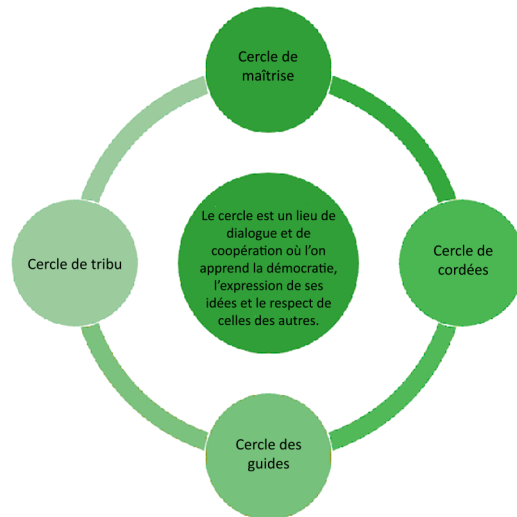 Cercle de
maîtrise
Le cercle est un lieu de
dialogue et de
coopération où l'on
apprend la démocratie,
l'expression de ses
idées et le respect de
celles des autres.
Cercle de tribu
Cercle de
cordées
Cercle des
guides